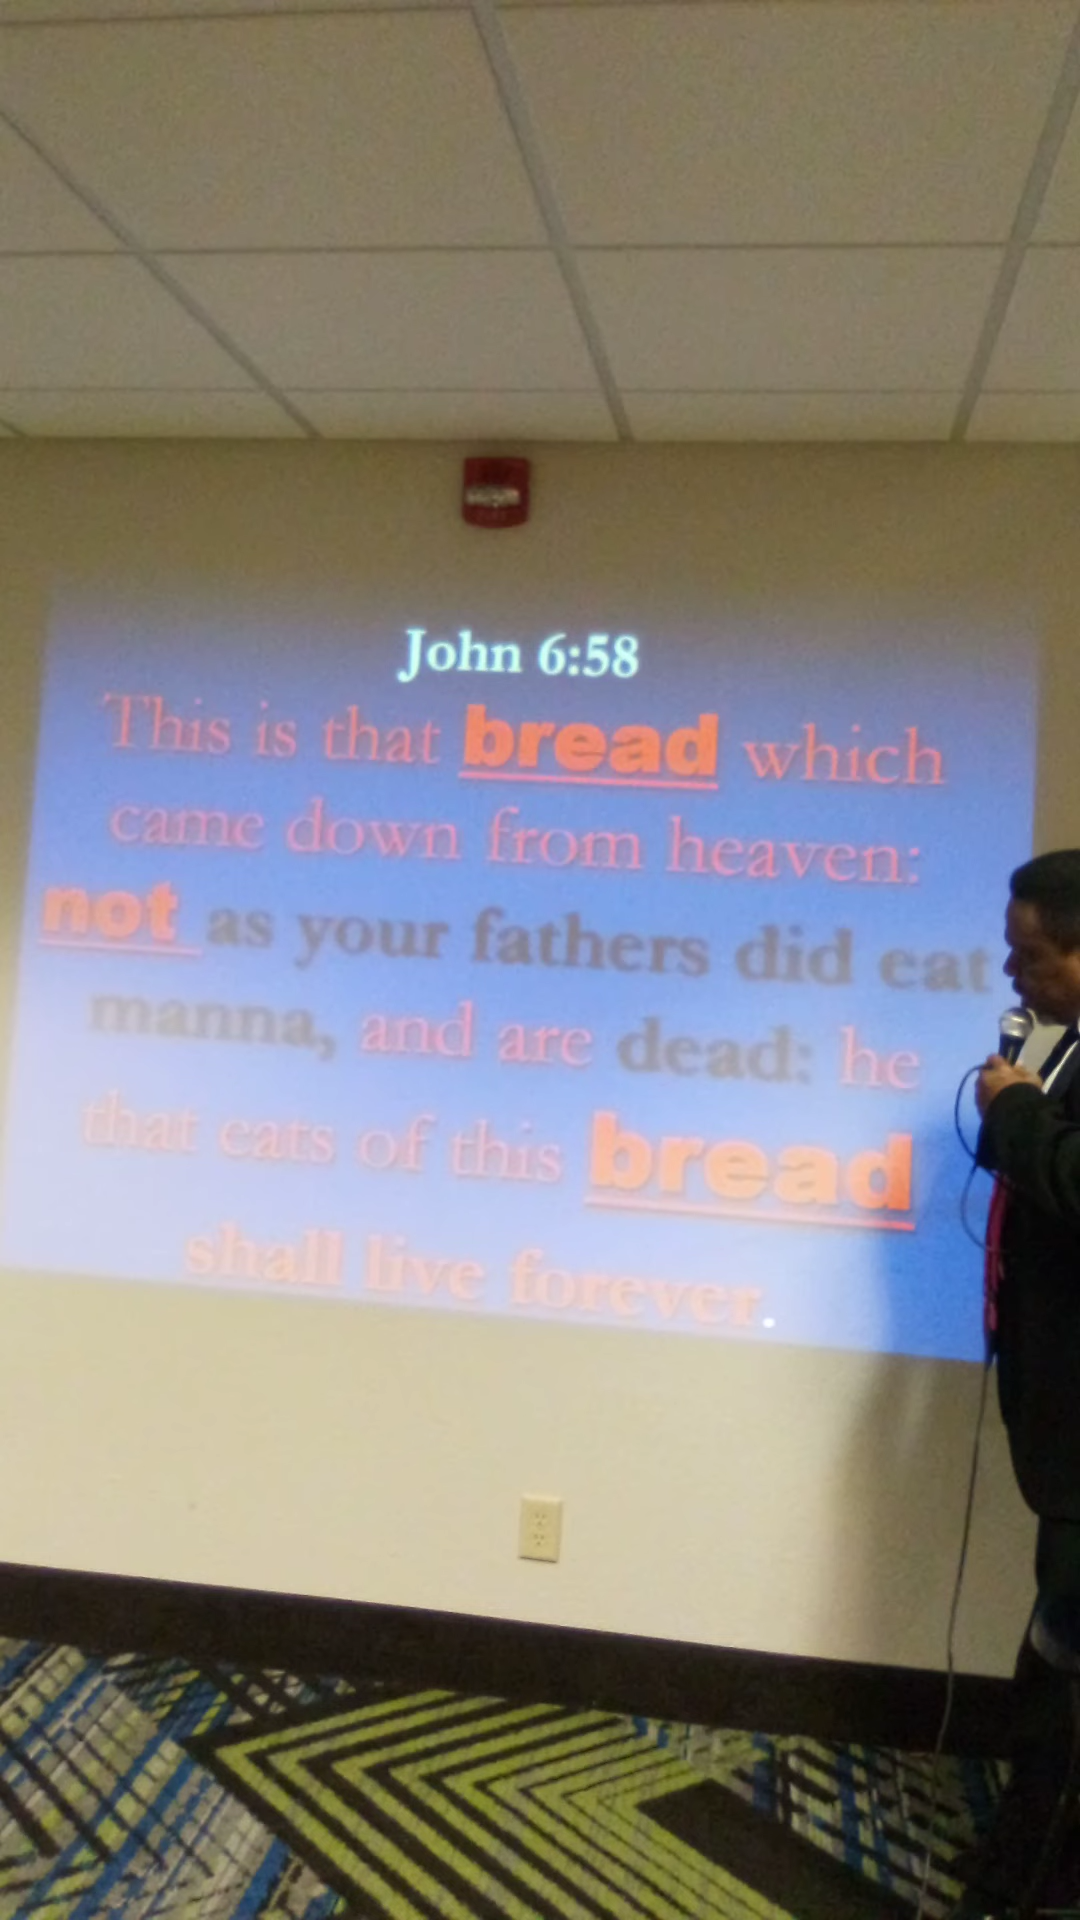 John 6:58
This is that bread which
came down from heaven:
not as your fathers did eat
manna, and are dead: he
that eats of this bread
shall live forever.